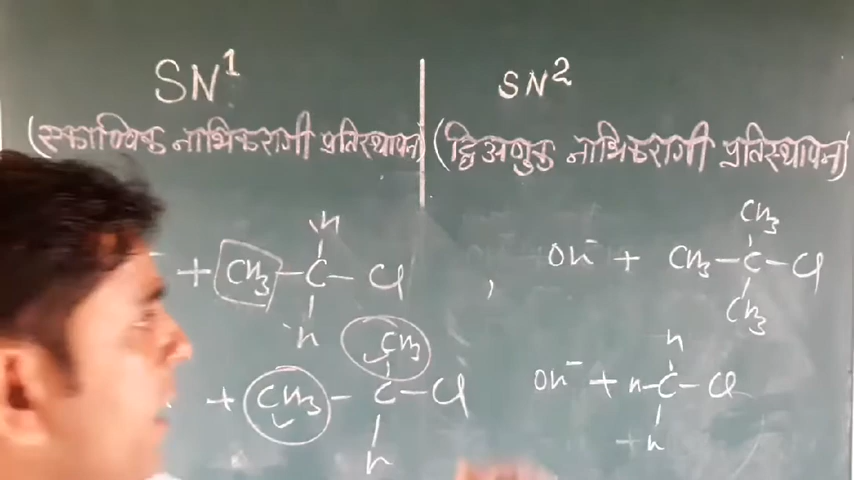 SN¹ SN²
(एकाण्विक नाभिकरागी प्रतिस्थापन) (द्विअणुक नाभिकरागी प्रतिस्थापन)
H CH₃
⁻ + CH₃ – C – Cl , OH⁻ + CH₃ – C – Cl
H CH₃
CH₃ H
+ CH₃ – C – Cl OH⁻ + H – C – Cl
H H